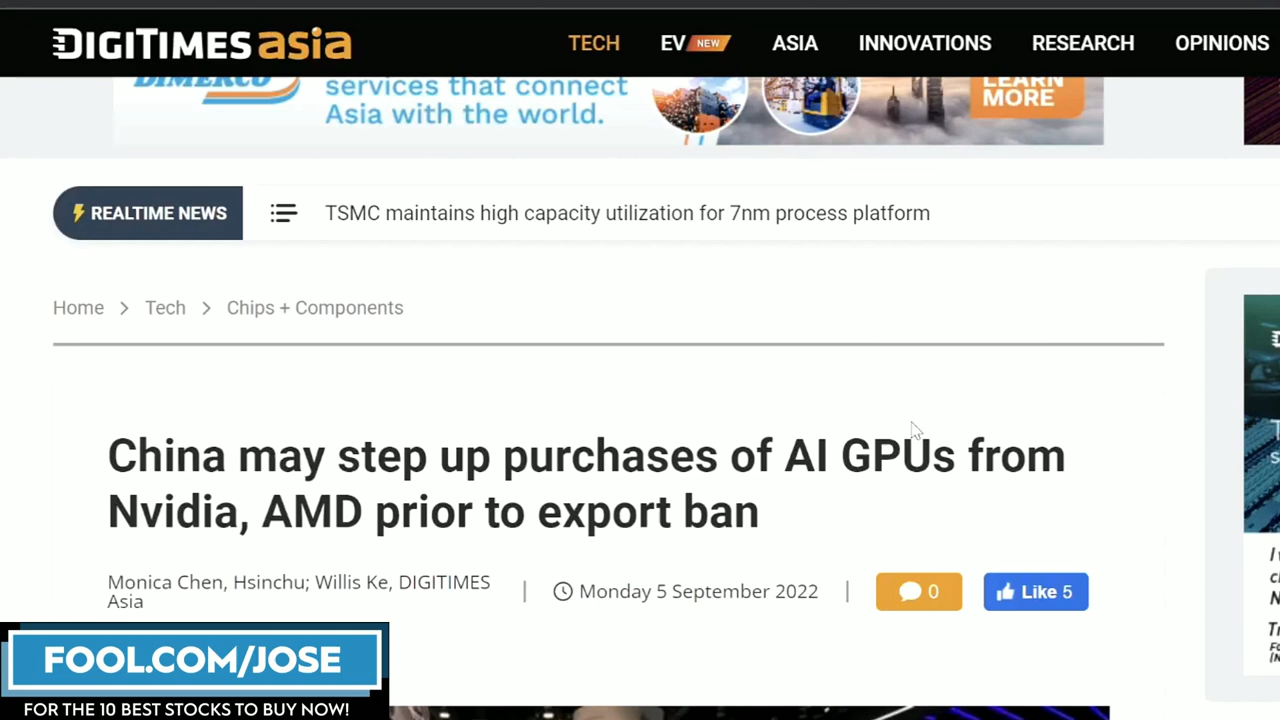 DIGITIMES asia
TECH
EV NEW
ASIA
INNOVATIONS
RESEARCH
OPINIONS
DIMERCO
services that connect
Asia with the world.
LEARN
MORE
REALTIME NEWS
TSMC maintains high capacity utilization for 7nm process platform
Home > Tech > Chips + Components
China may step up purchases of AI GPUs from
Nvidia, AMD prior to export ban
Monica Chen, Hsinchu; Willis Ke, DIGITIMES
Asia
Monday 5 September 2022
0
Like 5
FOOL.COM/JOSE
FOR THE 10 BEST STOCKS TO BUY NOW!